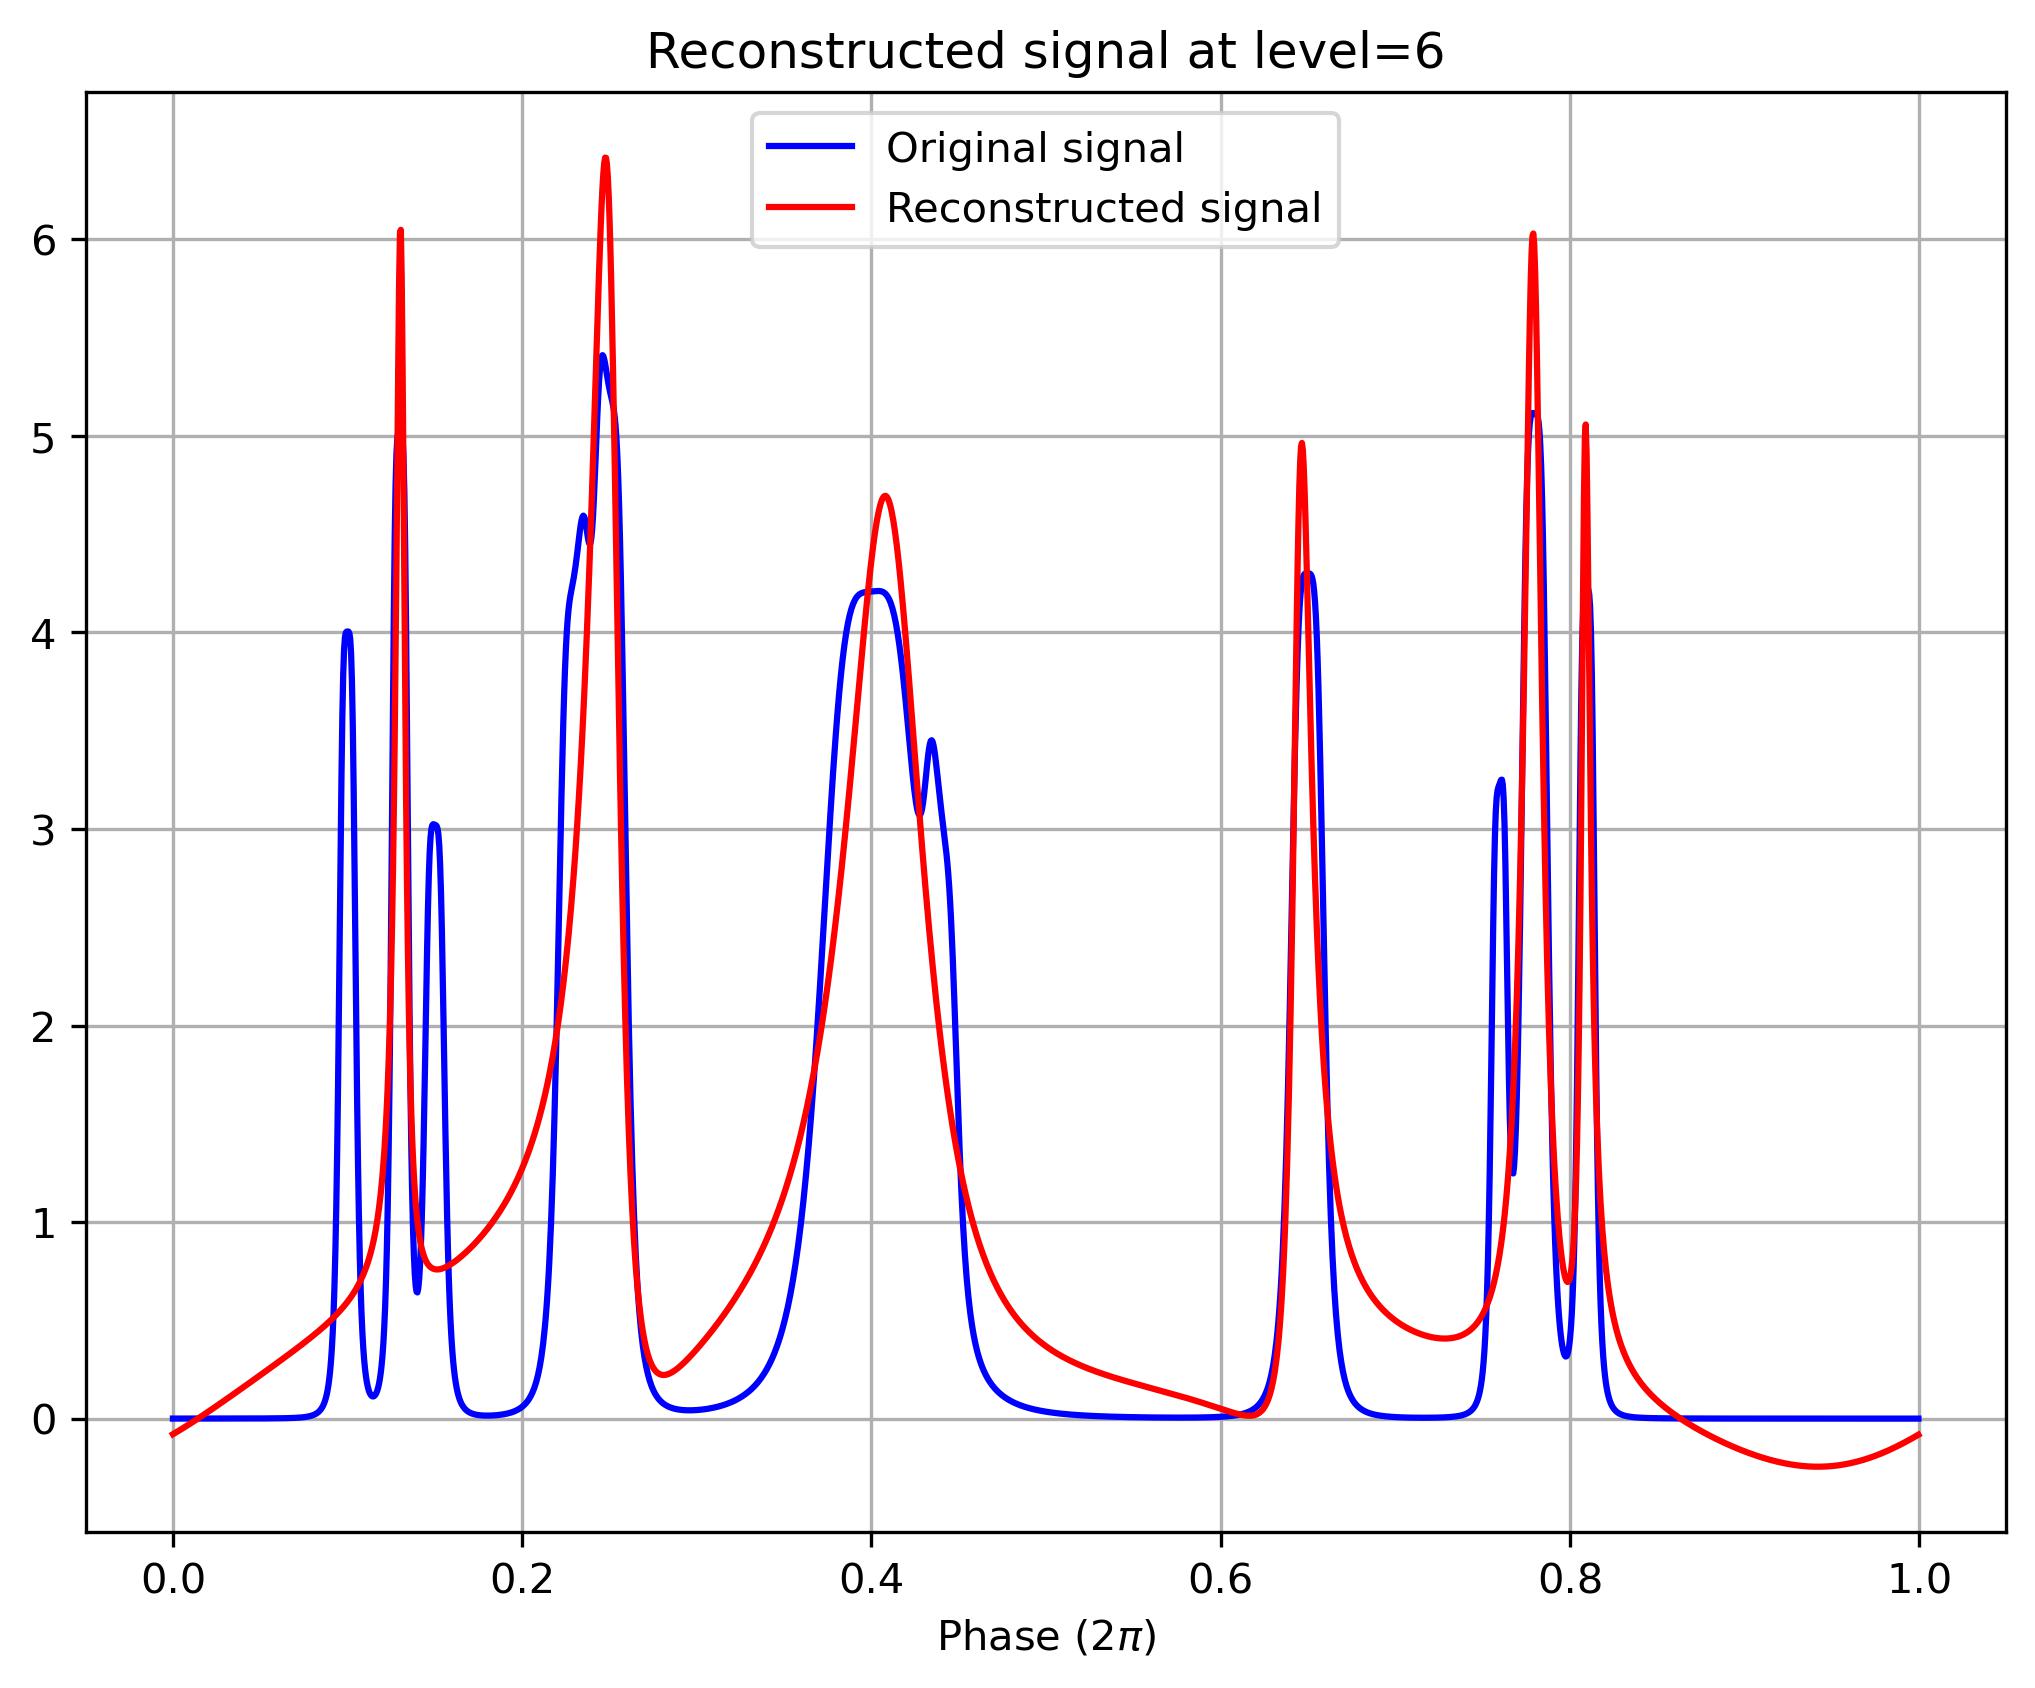 Reconstructed signal at level=6
Original signal
Reconstructed signal
6
5
4
3
2
1
0
0.0 0.2 0.4 0.6 0.8 1.0
Phase (2π)